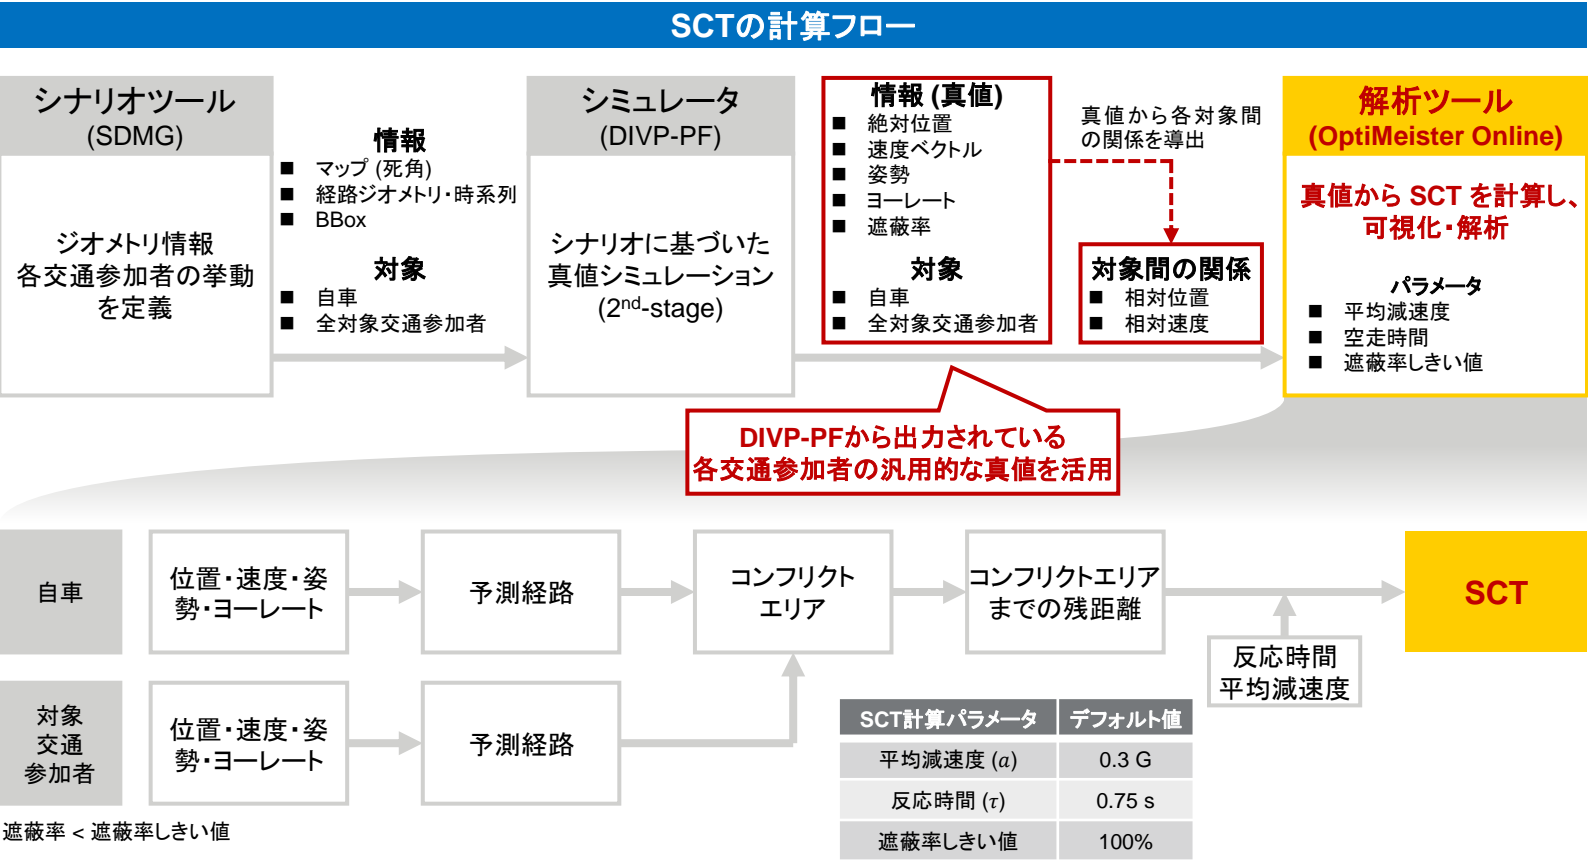 SCTの計算フロー
シナリオツール
(SDMG)
ジオメトリ情報
各交通参加者の挙動
を定義
情報
■ マップ (死角)
■ 経路ジオメトリ・時系列
■ BBox
対象
■ 自車
■ 全対象交通参加者
シミュレータ
(DIVP-PF)
シナリオに基づいた
真値シミュレーション
(2nd-stage)
情報 (真値)
■ 絶対位置
■ 速度ベクトル
■ 姿勢
■ ヨーレート
■ 遮蔽率
対象
■ 自車
■ 全対象交通参加者
真値から各対象間
の関係を導出
対象間の関係
■ 相対位置
■ 相対速度
解析ツール
(OptiMeister Online)
真値から SCT を計算し、
可視化・解析
パラメータ
■ 平均減速度
■ 空走時間
■ 遮蔽率しきい値
DIVP-PFから出力されている
各交通参加者の汎用的な真値を活用
自車
位置・速度・姿
勢・ヨーレート
予測経路
コンフリクト
エリア
コンフリクトエリア
までの残距離
SCT
反応時間
平均減速度
対象
交通
参加者
位置・速度・姿
勢・ヨーレート
予測経路
SCT計算パラメータ デフォルト値
平均減速度 (a) 0.3 G
反応時間 (τ) 0.75 s
遮蔽率しきい値 100%
遮蔽率 < 遮蔽率しきい値